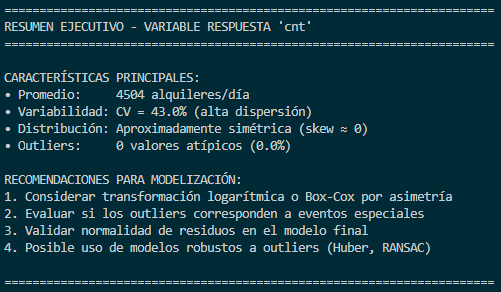 ======================================================================
RESUMEN EJECUTIVO - VARIABLE RESPUESTA 'cnt'
======================================================================
CARACTERÍSTICAS PRINCIPALES:
• Promedio:     4504 alquileres/día
• Variabilidad: CV = 43.0% (alta dispersión)
• Distribución: Aproximadamente simétrica (skew ≈ 0)
• Outliers:     0 valores atípicos (0.0%)
RECOMENDACIONES PARA MODELIZACIÓN:
1. Considerar transformación logarítmica o Box-Cox por asimetría
2. Evaluar si los outliers corresponden a eventos especiales
3. Validar normalidad de residuos en el modelo final
4. Posible uso de modelos robustos a outliers (Huber, RANSAC)
======================================================================